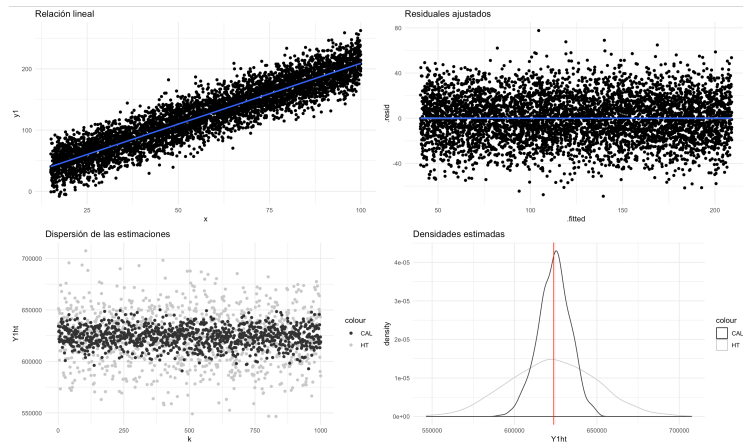 Relación lineal
y1
200
100
0
25
50
75
100
x
Residuales ajustados
.resid
80
40
0
-40
50
100
150
200
.fitted
Dispersión de las estimaciones
Y1ht
700000
650000
600000
550000
0
250
500
750
1000
k
colour
CAL
HT
Densidades estimadas
density
4e-05
3e-05
2e-05
1e-05
0e+00
550000
600000
650000
700000
Y1ht
colour
CAL
HT